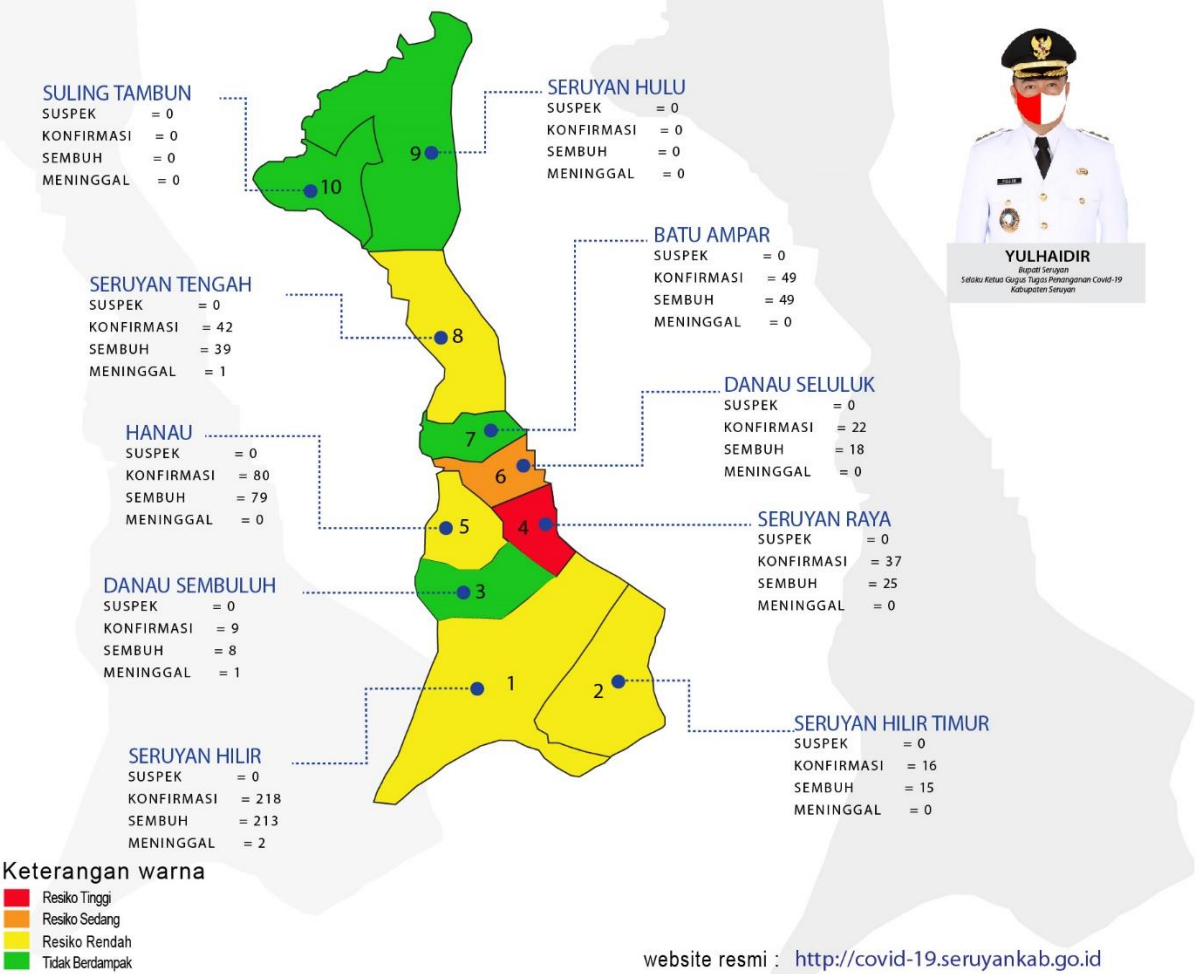 SULING TAMBUN
SUSPEK = 0
KONFIRMASI = 0
SEMBUH = 0
MENINGGAL = 0
SERUYAN HULU
SUSPEK = 0
KONFIRMASI = 0
SEMBUH = 0
MENINGGAL = 0
YULHAIDIR
Bupati Seruyan
Selaku Ketua Gugus Tugas Penanganan Covid-19
Kabupaten Seruyan
BATU AMPAR
SUSPEK = 0
KONFIRMASI = 49
SEMBUH = 49
MENINGGAL = 0
SERUYAN TENGAH
SUSPEK = 0
KONFIRMASI = 42
SEMBUH = 39
MENINGGAL = 1
DANAU SELULUK
SUSPEK = 0
KONFIRMASI = 22
SEMBUH = 18
MENINGGAL = 0
HANAU
SUSPEK = 0
KONFIRMASI = 80
SEMBUH = 79
MENINGGAL = 0
SERUYAN RAYA
SUSPEK = 0
KONFIRMASI = 37
SEMBUH = 25
MENINGGAL = 0
DANAU SEMBULUH
SUSPEK = 0
KONFIRMASI = 9
SEMBUH = 8
MENINGGAL = 1
SERUYAN HILIR
SUSPEK = 0
KONFIRMASI = 218
SEMBUH = 213
MENINGGAL = 2
SERUYAN HILIR TIMUR
SUSPEK = 0
KONFIRMASI = 16
SEMBUH = 15
MENINGGAL = 0
9
10
8
7
6
5
4
3
1
2
Keterangan warna
Resiko Tinggi
Resiko Sedang
Resiko Rendah
Tidak Berdampak
website resmi : http://covid-19.seruyankab.go.id